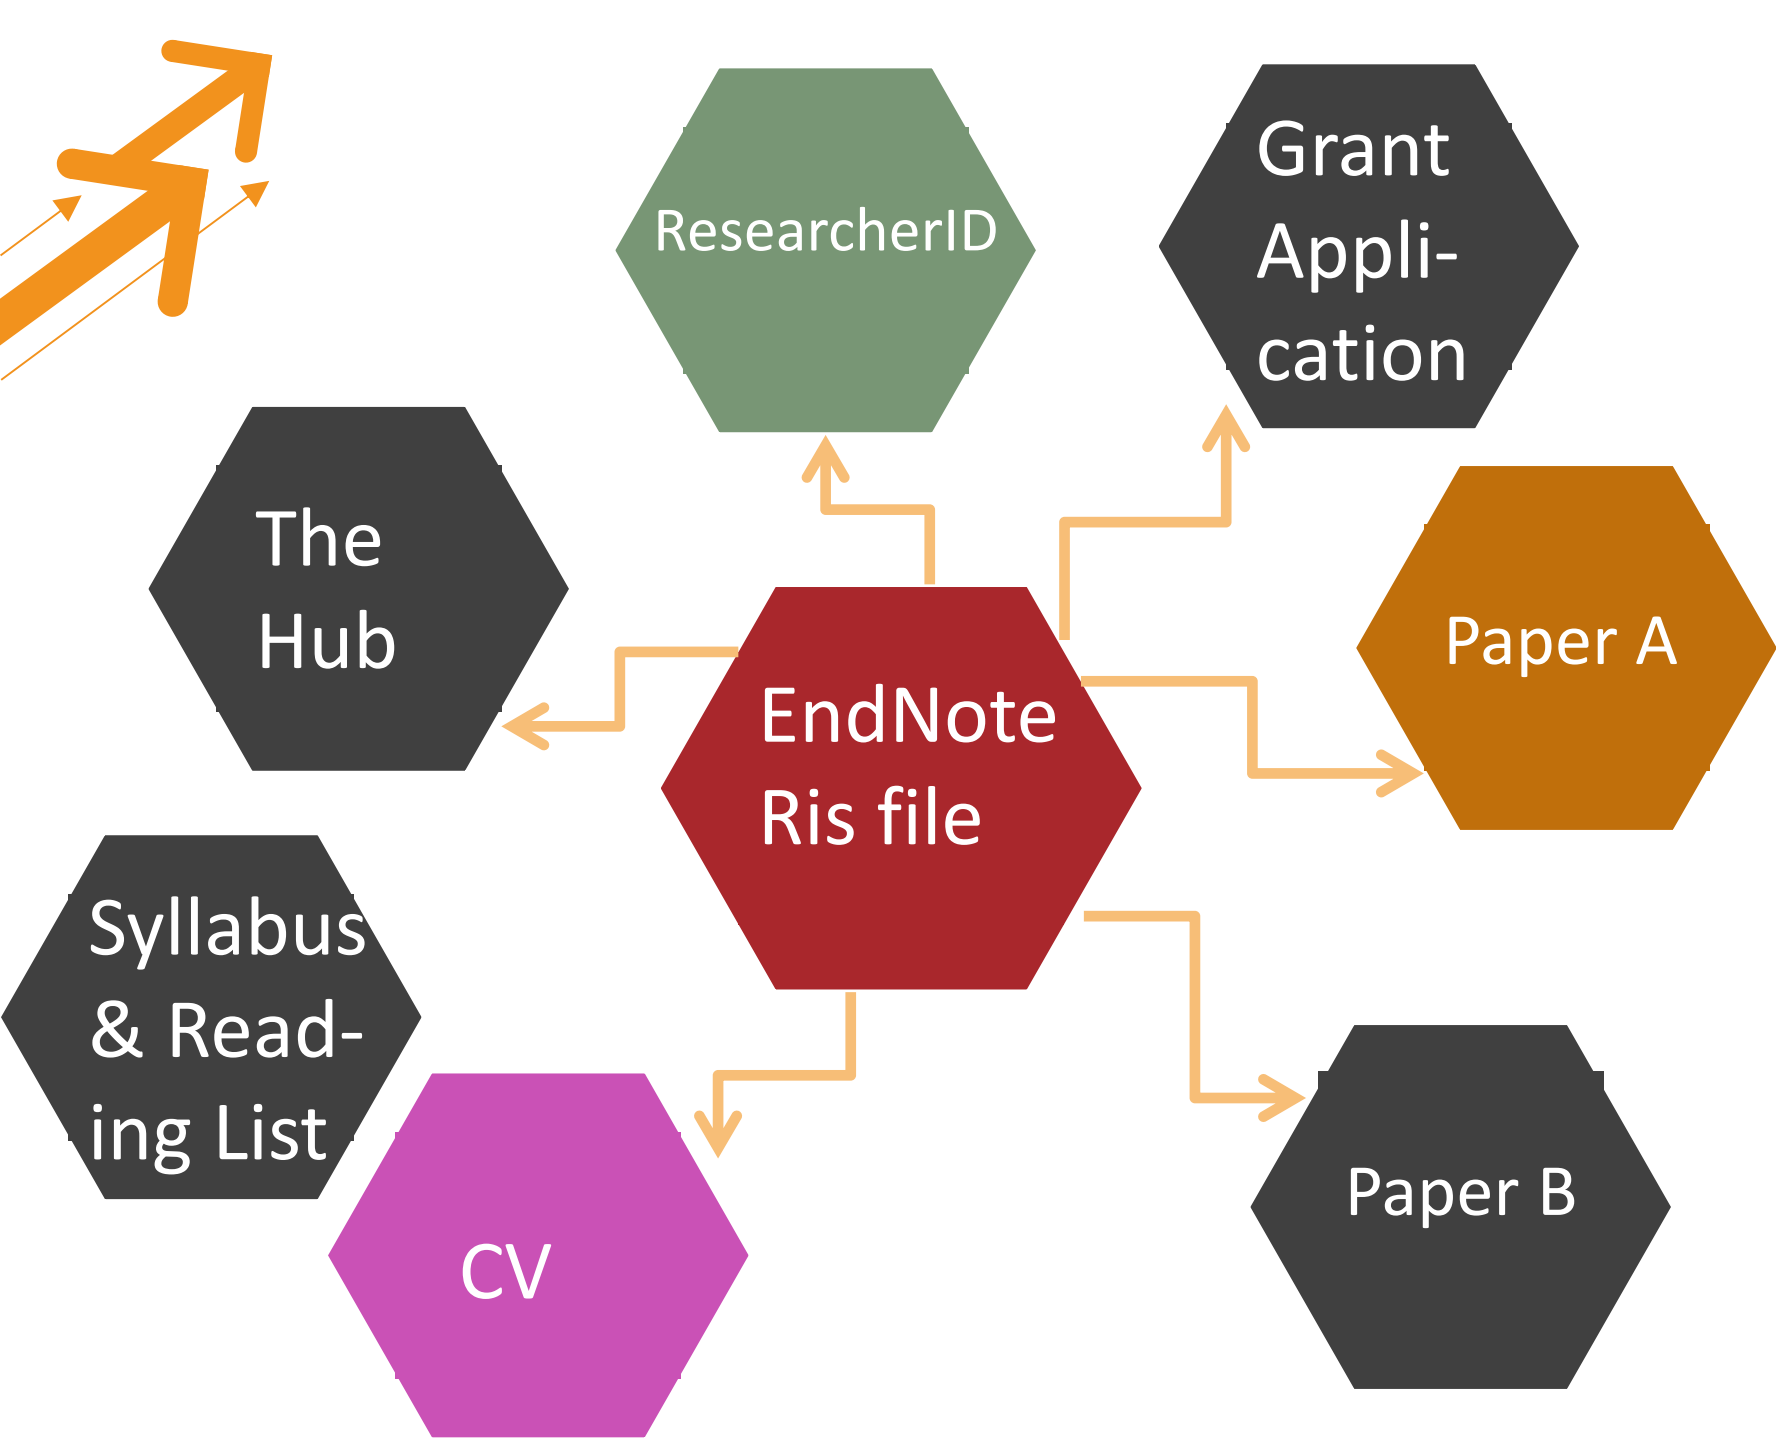 ResearcherID
Grant
Appli-
cation
The
Hub
Paper A
EndNote
Ris file
Syllabus
& Read-
ing List
CV
Paper B